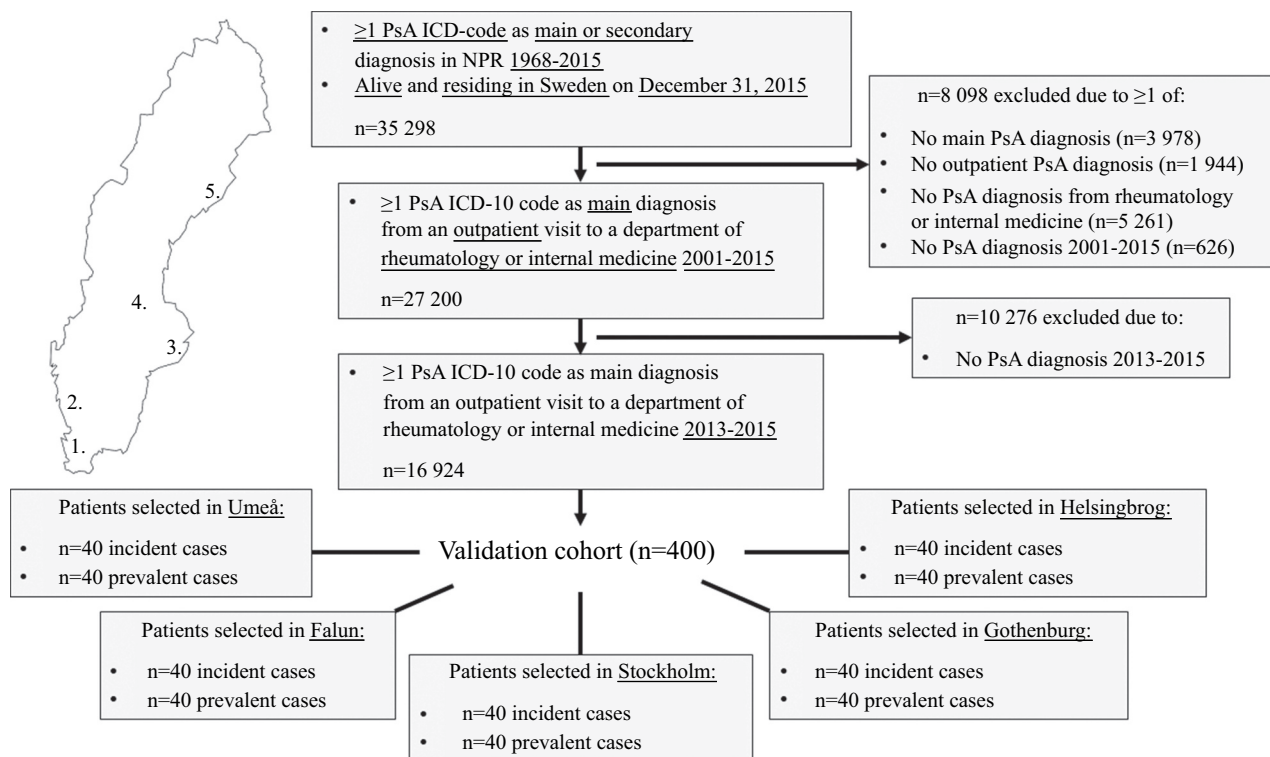 • ≥1 PsA ICD-code as main or secondary
diagnosis in NPR 1968-2015
• Alive and residing in Sweden on December 31, 2015
n=35 298
n=8 098 excluded due to ≥1 of:
• No main PsA diagnosis (n=3 978)
• No outpatient PsA diagnosis (n=1 944)
• No PsA diagnosis from rheumatology
or internal medicine (n=5 261)
• No PsA diagnosis 2001-2015 (n=626)
• ≥1 PsA ICD-10 code as main diagnosis
from an outpatient visit to a department of
rheumatology or internal medicine 2001-2015
n=27 200
n=10 276 excluded due to:
• No PsA diagnosis 2013-2015
• ≥1 PsA ICD-10 code as main diagnosis
from an outpatient visit to a department of
rheumatology or internal medicine 2013-2015
n=16 924
5.
4.
3.
2.
1.
Patients selected in Umeå:
• n=40 incident cases
• n=40 prevalent cases
Validation cohort (n=400)
Patients selected in Helsingbrog:
• n=40 incident cases
• n=40 prevalent cases
Patients selected in Falun:
• n=40 incident cases
• n=40 prevalent cases
Patients selected in Stockholm:
• n=40 incident cases
• n=40 prevalent cases
Patients selected in Gothenburg:
• n=40 incident cases
• n=40 prevalent cases